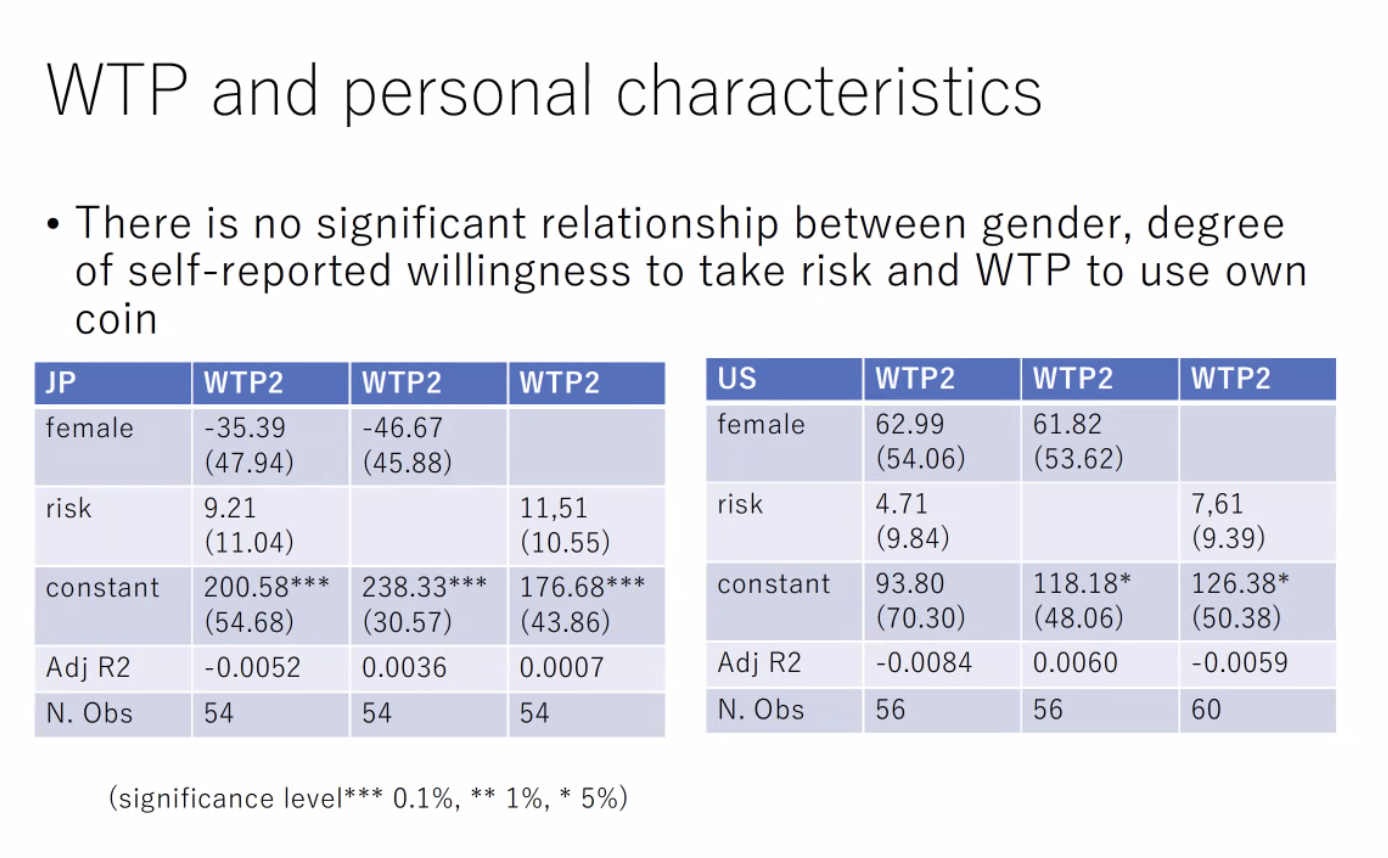 WTP and personal characteristics
• There is no significant relationship between gender, degree
of self-reported willingness to take risk and WTP to use own
coin
JP WTP2 WTP2 WTP2
female -35.39 -46.67
(47.94) (45.88)
risk 9.21 11,51
(11.04) (10.55)
constant 200.58*** 238.33*** 176.68***
(54.68) (30.57) (43.86)
Adj R2 -0.0052 0.0036 0.0007
N. Obs 54 54 54
US WTP2 WTP2 WTP2
female 62.99 61.82
(54.06) (53.62)
risk 4.71 7,61
(9.84) (9.39)
constant 93.80 118.18* 126.38*
(70.30) (48.06) (50.38)
Adj R2 -0.0084 0.0060 -0.0059
N. Obs 56 56 60
(significance level*** 0.1%, ** 1%, * 5%)